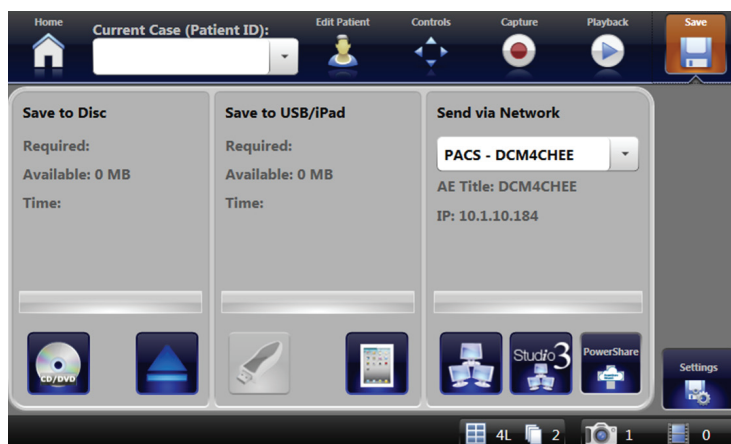 Home
Current Case (Patient ID):
Edit Patient
Controls
Capture
Playback
Save
Save to Disc
Required:
Available: 0 MB
Time:
CD/DVD
Save to USB/iPad
Required:
Available: 0 MB
Time:
Send via Network
PACS - DCM4CHEE
AE Title: DCM4CHEE
IP: 10.1.10.184
Studio3
PowerShare
Settings
4L 2 1 0